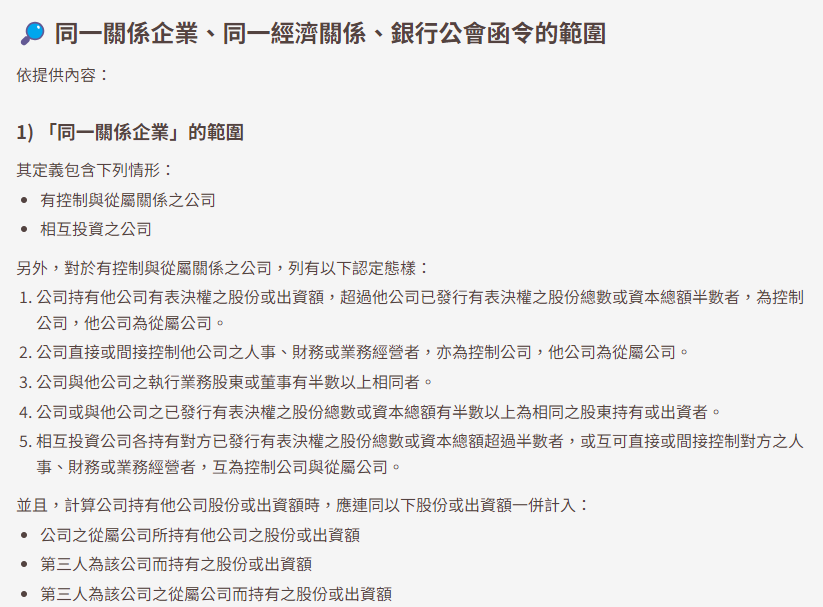 🔎 同一關係企業、同一經濟關係、銀行公會函令的範圍
依提供內容：
1) 「同一關係企業」的範圍
其定義包含下列情形：
• 有控制與從屬關係之公司
• 相互投資之公司
另外，對於有控制與從屬關係之公司，列有以下認定態樣：
1. 公司持有他公司有表決權之股份或出資額，超過他公司已發行有表決權之股份總數或資本總額半數者，為控制
公司，他公司為從屬公司。
2. 公司直接或間接控制他公司之人事、財務或業務經營者，亦為控制公司，他公司為從屬公司。
3. 公司與他公司之執行業務股東或董事有半數以上相同者。
4. 公司或與他公司之已發行有表決權之股份總數或資本總額有半數以上為相同之股東持有或出資者。
5. 相互投資公司各持有對方已發行有表決權之股份總數或資本總額超過半數者，或互可直接或間接控制對方之人
事、財務或業務經營者，互為控制公司與從屬公司。
並且，計算公司持有他公司股份或出資額時，應連同以下股份或出資額一併計入：
• 公司之從屬公司所持有他公司之股份或出資額
• 第三人為該公司而持有之股份或出資額
• 第三人為該公司之從屬公司而持有之股份或出資額